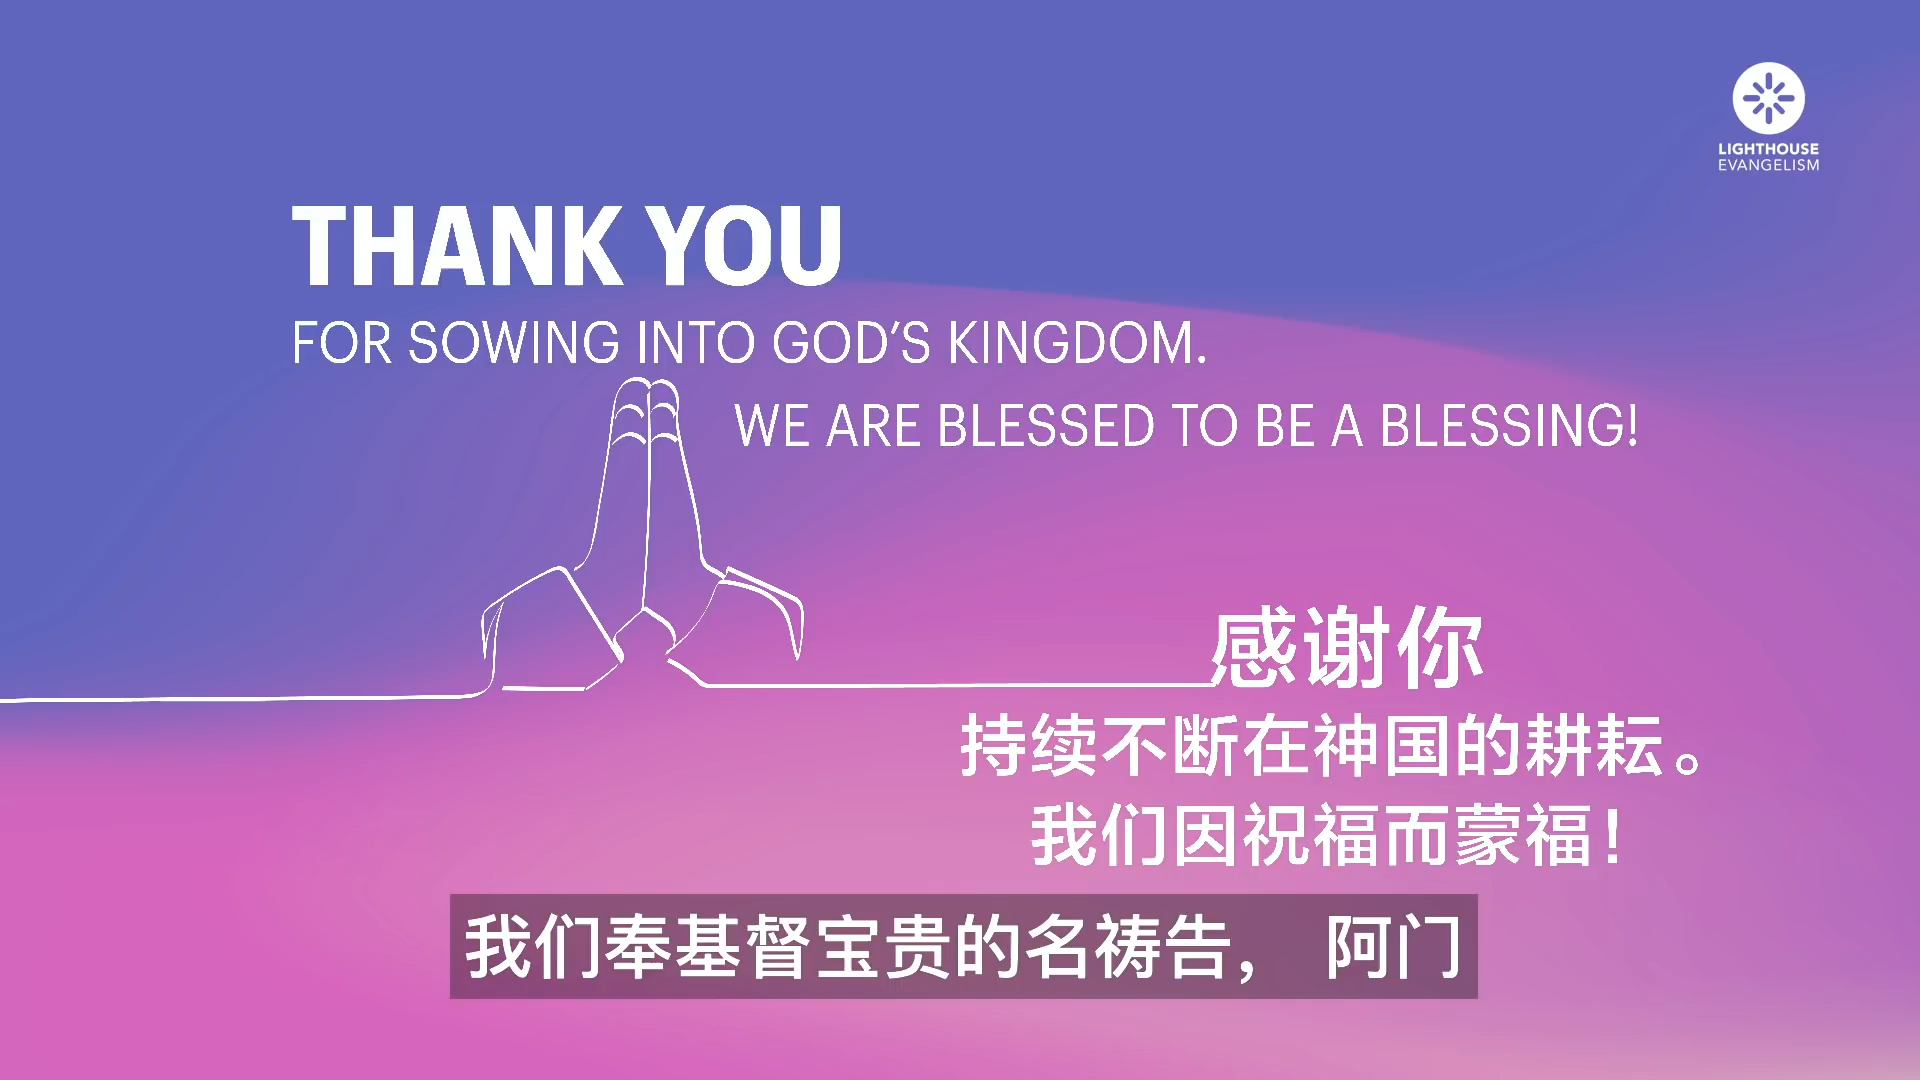 LIGHTHOUSE
EVANGELISM
THANK YOU
FOR SOWING INTO GOD'S KINGDOM.
WE ARE BLESSED TO BE A BLESSING!
感谢你
持续不断在神国的耕耘。
我们因祝福而蒙福！
我们奉基督宝贵的名祷告， 阿门